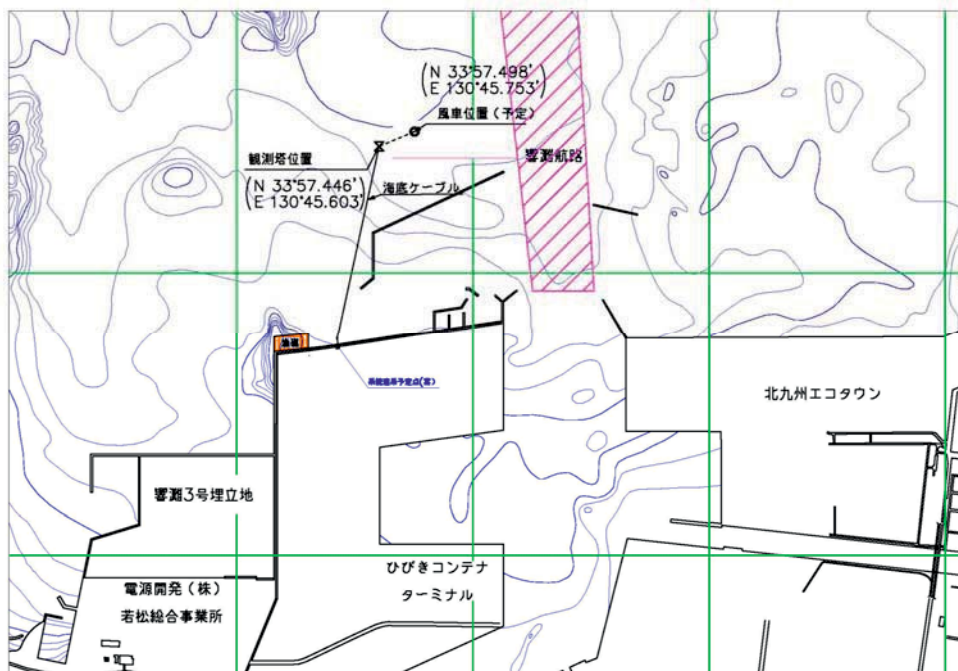 (N 33°57.498')
(E 130°45.753')
風車位置(予定)
観測塔位置
(N 33°57.446')
(E 130°45.603')
海底ケーブル
響灘航路
漁港
北九州エコタウン
響灘3号埋立地
ひびきコンテナ
ターミナル
電源開発(株)
若松総合事業所